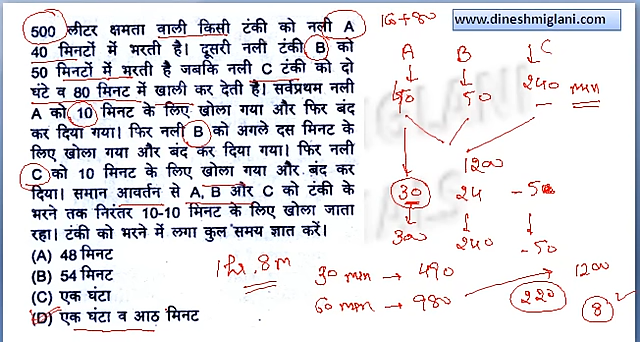 www.dineshmiglani.com
500 लीटर क्षमता वाली किसी टंकी को नली A
40 मिनटों में भरती है। दूसरी नली टंकी B को
50 मिनटों में भरती है जबकि नली C टंकी को दो
घंटे व 80 मिनट में खाली कर देती है। सर्वप्रथम नली
A को 10 मिनट के लिए खोला गया और फिर बंद
कर दिया गया। फिर नली B को अगले दस मिनट के
लिए खोला गया और बंद कर दिया गया। फिर नली
C को 10 मिनट के लिए खोला गया और बंद कर
दिया। समान आवर्तन से A, B और C को टंकी के
भरने तक निरंतर 10-10 मिनट के लिए खोला जाता
रहा। टंकी को भरने में लगा कुल समय ज्ञात करें।
(A) 48 मिनट
(B) 54 मिनट
(C) एक घंटा
(D) एक घंटा व आठ मिनट
1 hr, 8 m
A B C
50 240 min
1200
30 24
300 240 -50
30 min → 490 1200
60 min → 980 220 8